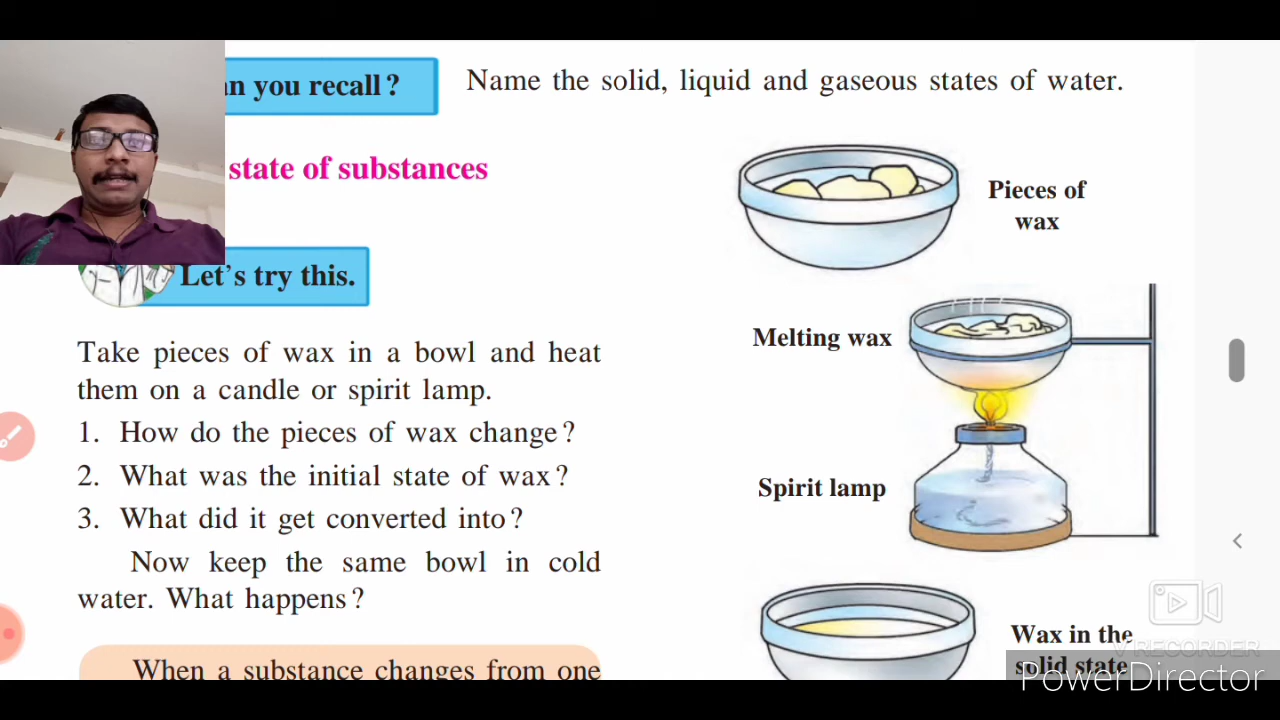 an you recall?
Name the solid, liquid and gaseous states of water.
state of substances
Pieces of
wax
Let's try this.
Take pieces of wax in a bowl and heat
them on a candle or spirit lamp.
1. How do the pieces of wax change?
2. What was the initial state of wax?
3. What did it get converted into?
Now keep the same bowl in cold
water. What happens?
When a substance changes from one
Melting wax
Spirit lamp
Wax in the
solid state
V RECORDER
PowerDirector